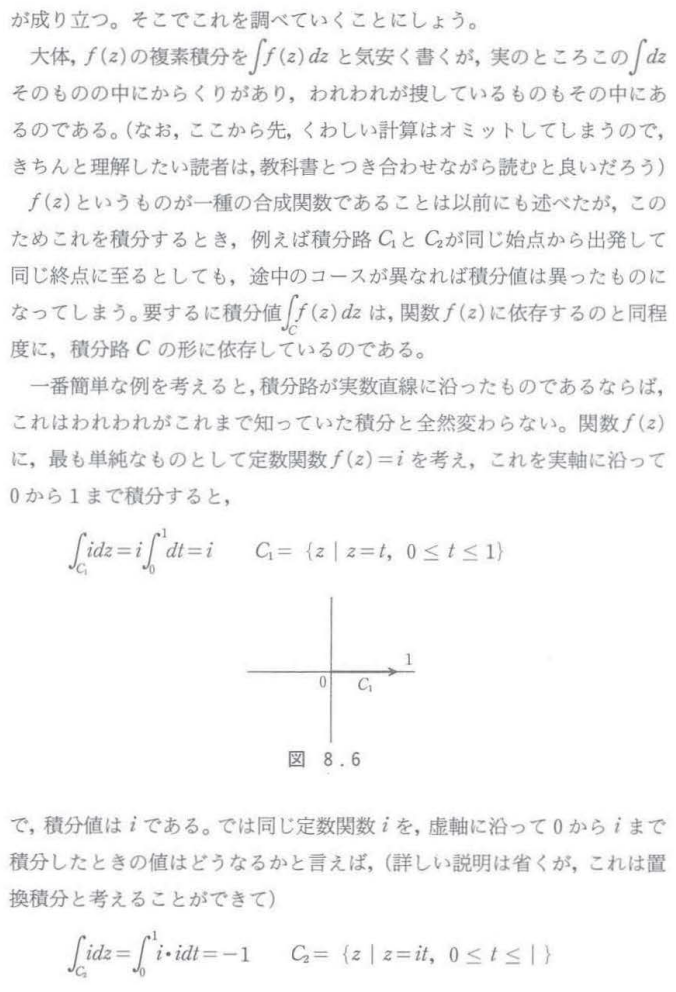 が成り立つ。そこでこれを調べていくことにしよう。
大体, f(z)の複素積分を∫f(z)dz と気安く書くが, 実のところこの∫dz
そのものの中にからくりがあり, われわれが捜しているものもその中にあ
るのである。(なお, ここから先, くわしい計算はオミットしてしまうので,
きちんと理解したい読者は, 教科書とつき合わせながら読むと良いだろう)
f(z)というものが一種の合成関数であることは以前にも述べたが, この
ためこれを積分するとき, 例えば積分路 C₁と C₂が同じ始点から出発して
同じ終点に至るとしても, 途中のコースが異なれば積分値は異ったものに
なってしまう。要するに積分値∫_C f(z)dz は, 関数 f(z)に依存するのと同程
度に, 積分路 C の形に依存しているのである。
一番簡単な例を考えると, 積分路が実数直線に沿ったものであるならば,
これはわれわれがこれまで知っていた積分と全然変わらない。関数 f(z)
に, 最も単純なものとして定数関数 f(z)=i を考え, これを実軸に沿って
0から1まで積分すると,
∫_{C₁} idz=i∫_0^1 dt=i C₁= {z | z=t, 0≤t≤1}
1
0 C₁
図 8.6
で, 積分値は i である。では同じ定数関数 i を, 虚軸に沿って0から i まで
積分したときの値はどうなるかと言えば, (詳しい説明は省くが, これは置
換積分と考えることができて)
∫_{C₂} idz=∫_0^1 i•idt=−1 C₂= {z | z=it, 0≤t≤| }